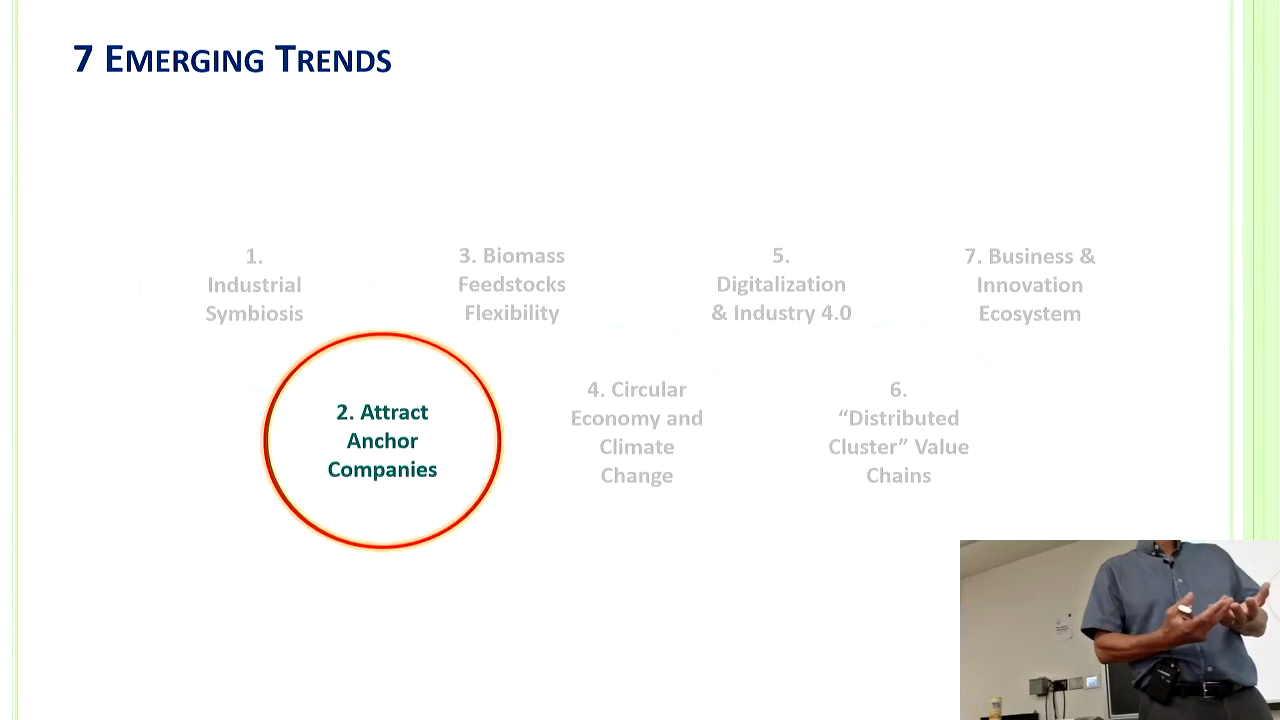 7 EMERGING TRENDS
1.
Industrial
Symbiosis
2. Attract
Anchor
Companies
3. Biomass
Feedstocks
Flexibility
4. Circular
Economy and
Climate
Change
5.
Digitalization
& Industry 4.0
6.
“Distributed
Cluster” Value
Chains
7. Business &
Innovation
Ecosystem